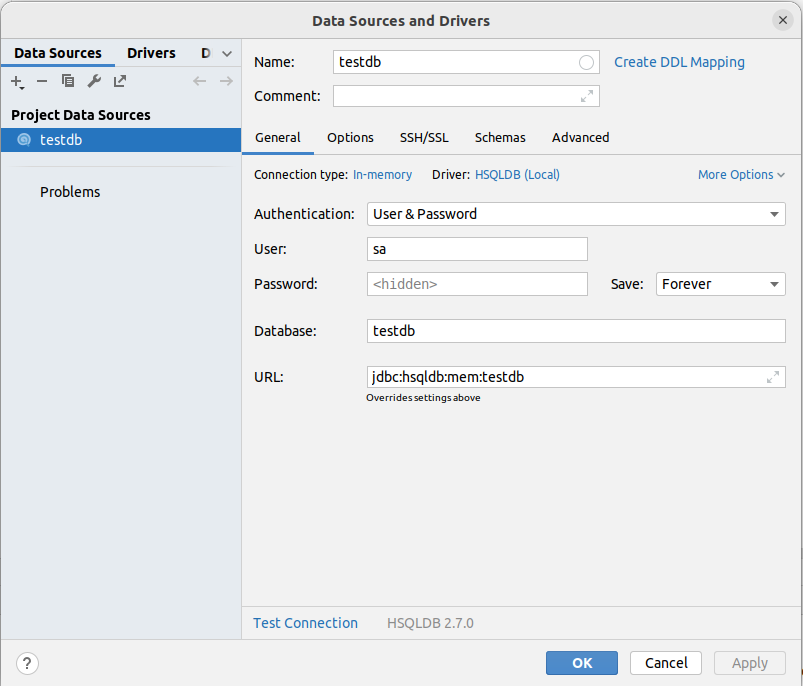 Data Sources and Drivers
Data Sources Drivers D
Project Data Sources
testdb
Problems
Name: testdb Create DDL Mapping
Comment:
General Options SSH/SSL Schemas Advanced
Connection type: In-memory Driver: HSQLDB (Local) More Options
Authentication: User & Password
User: sa
Password: <hidden> Save: Forever
Database: testdb
URL: jdbc:hsqldb:mem:testdb
Overrides settings above
Test Connection HSQLDB 2.7.0
? OK Cancel Apply